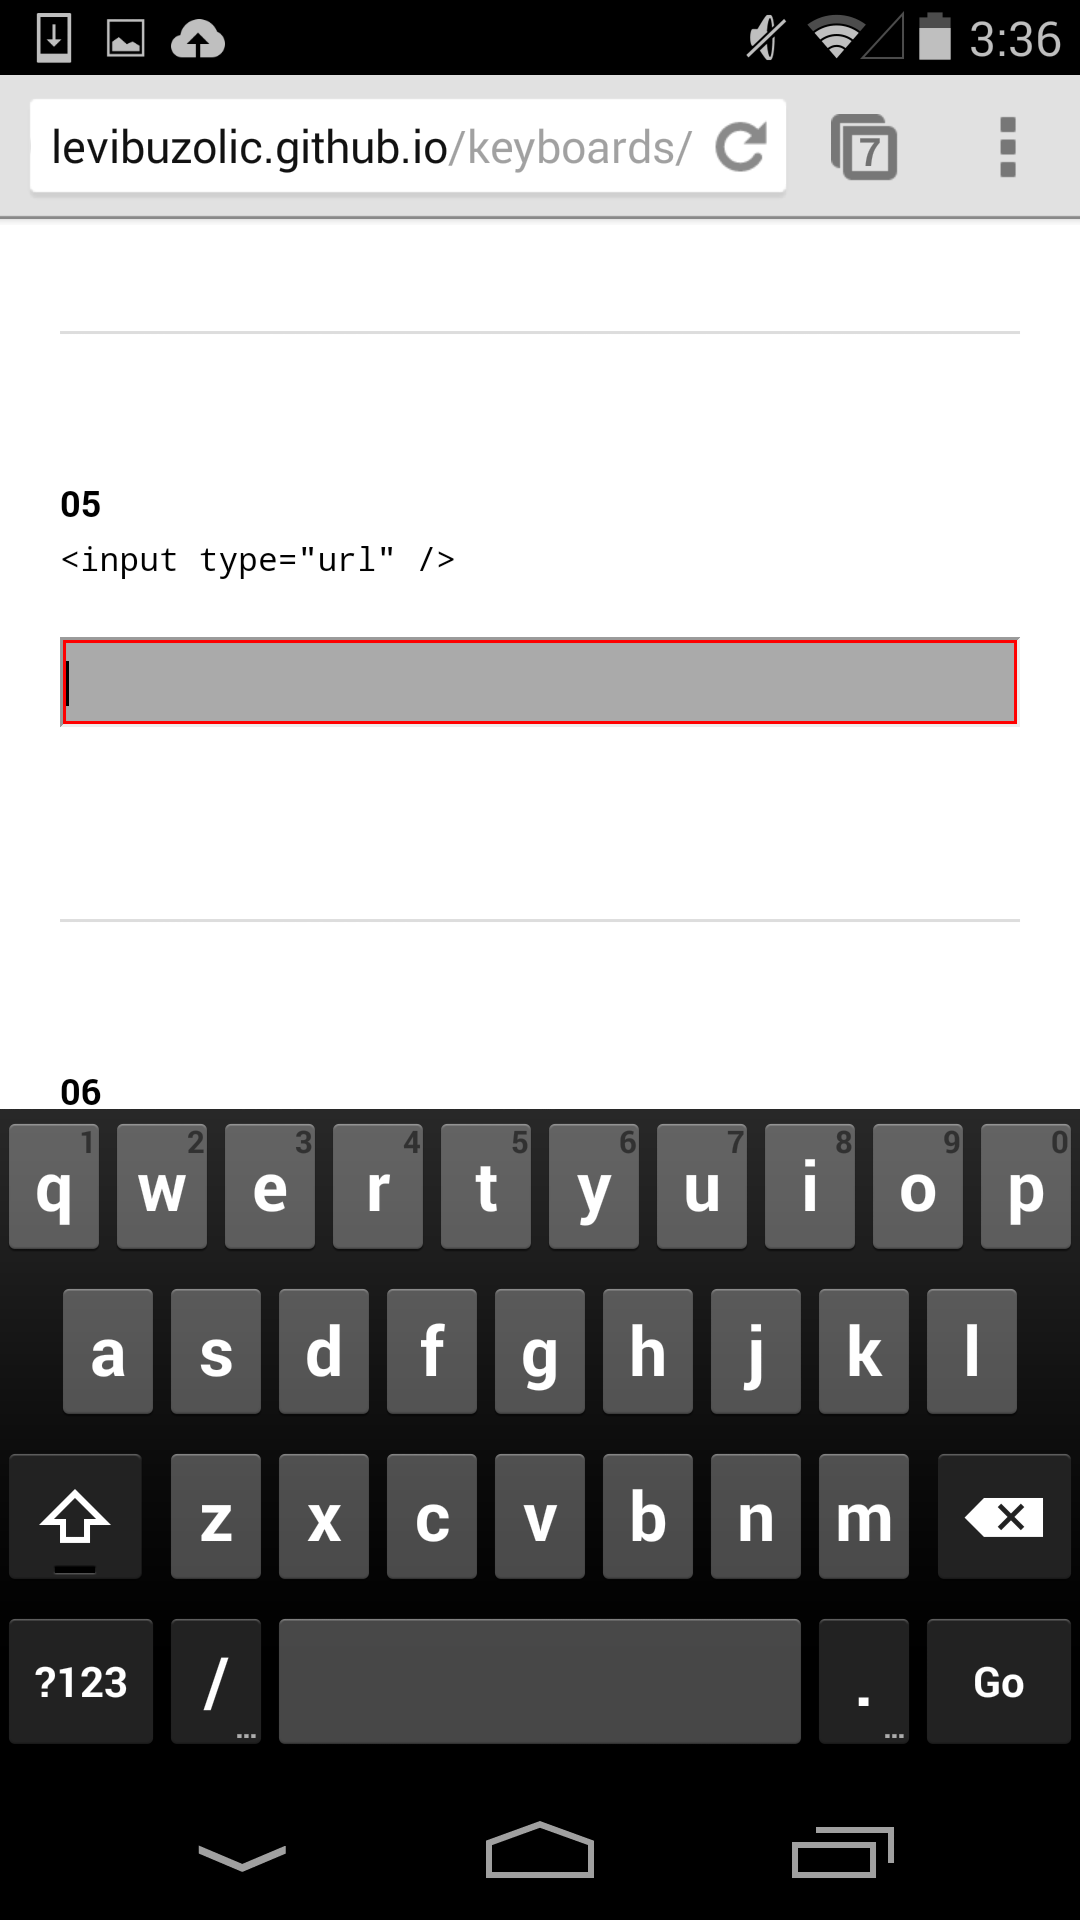 3:36
levibuzolic.github.io/keyboards/ 7
05
<input type="url" />
06
1 2 3 4 5 6 7 8 9 0
q w e r t y u i o p
a s d f g h j k l
z x c v b n m
?123 / . Go